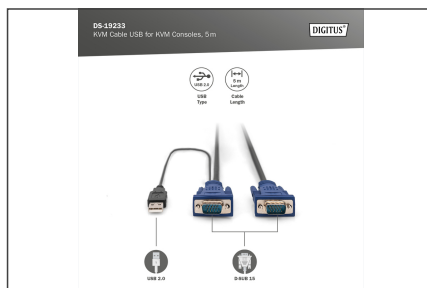 DS-19233
KVM Cable USB for KVM Consoles, 5 m
DIGITUS®
USB 2.0
5 m
Length
USB
Type
Cable
Length
USB 2.0
D-SUB 15